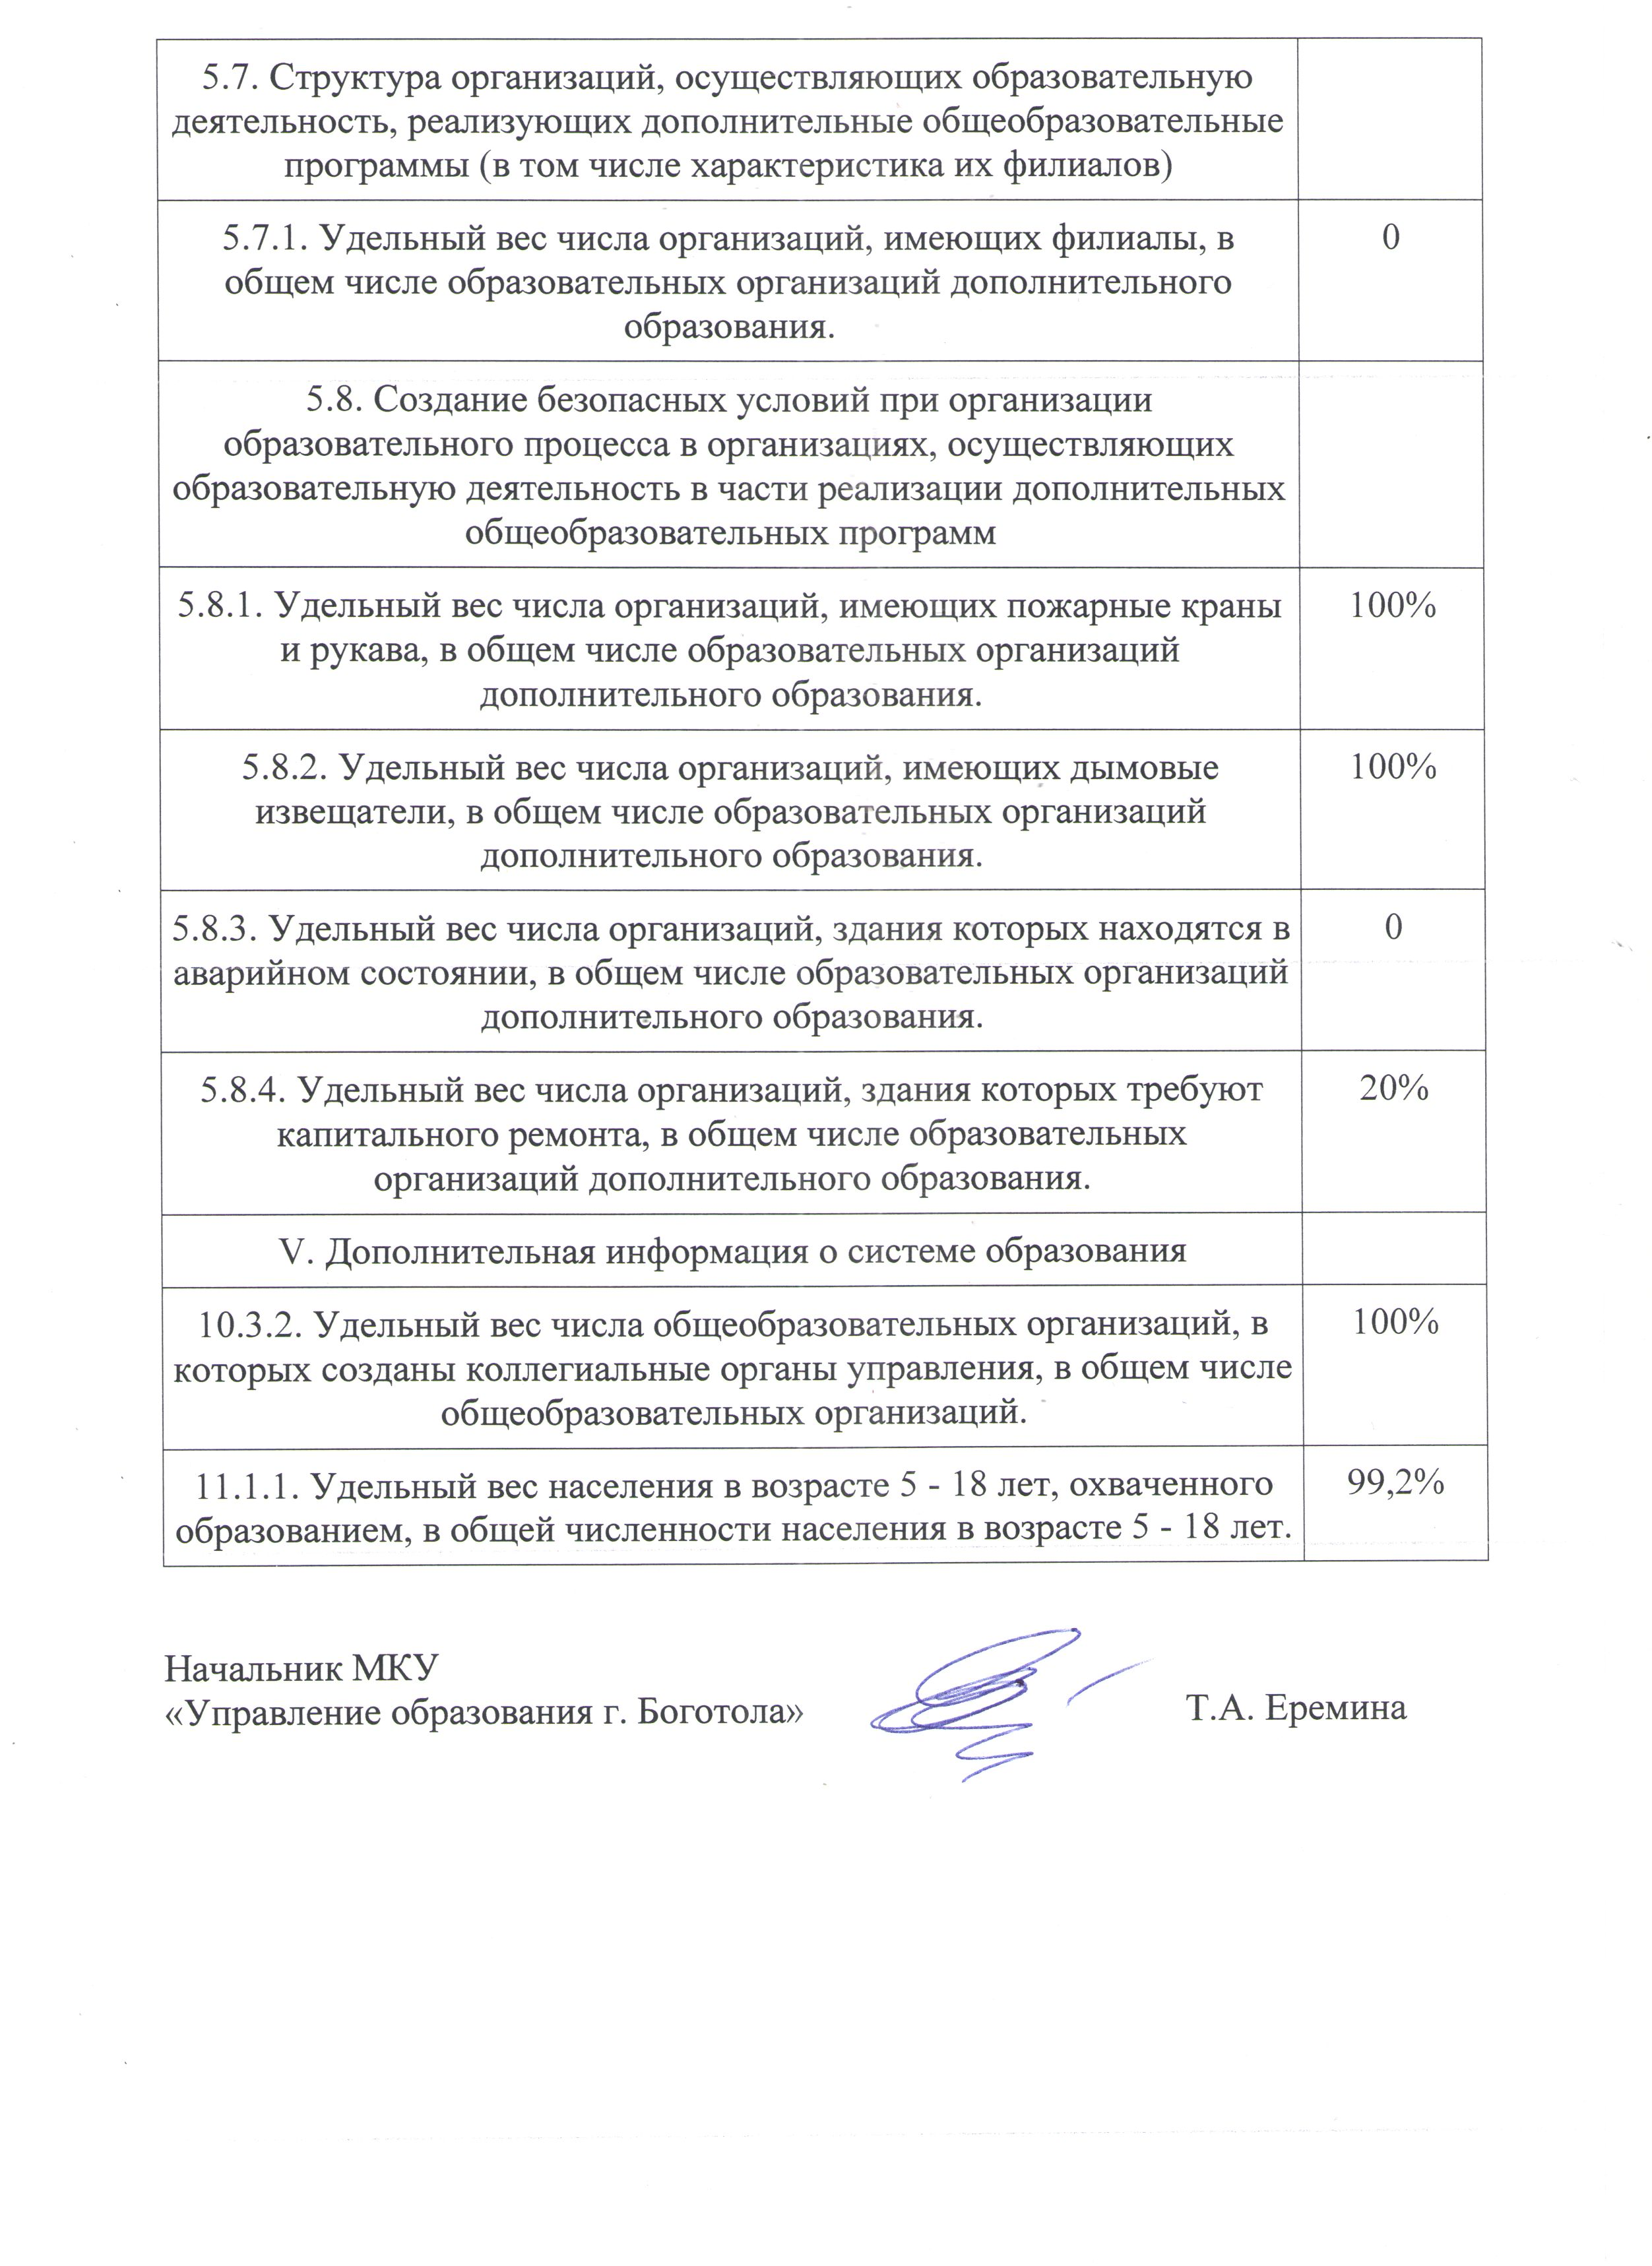 5.7. Структура организаций, осуществляющих образовательную
деятельность, реализующих дополнительные общеобразовательные
программы (в том числе характеристика их филиалов)
5.7.1. Удельный вес числа организаций, имеющих филиалы, в
общем числе образовательных организаций дополнительного
образования.
0
5.8. Создание безопасных условий при организации
образовательного процесса в организациях, осуществляющих
образовательную деятельность в части реализации дополнительных
общеобразовательных программ
5.8.1. Удельный вес числа организаций, имеющих пожарные краны
и рукава, в общем числе образовательных организаций
дополнительного образования.
100%
5.8.2. Удельный вес числа организаций, имеющих дымовые
извещатели, в общем числе образовательных организаций
дополнительного образования.
100%
5.8.3. Удельный вес числа организаций, здания которых находятся в
аварийном состоянии, в общем числе образовательных организаций
дополнительного образования.
0
5.8.4. Удельный вес числа организаций, здания которых требуют
капитального ремонта, в общем числе образовательных
организаций дополнительного образования.
20%
V. Дополнительная информация о системе образования
10.3.2. Удельный вес числа общеобразовательных организаций, в
которых созданы коллегиальные органы управления, в общем числе
общеобразовательных организаций.
100%
11.1.1. Удельный вес населения в возрасте 5 - 18 лет, охваченного
образованием, в общей численности населения в возрасте 5 - 18 лет.
99,2%
Начальник МКУ
«Управление образования г. Боготола»
Т.А. Еремина